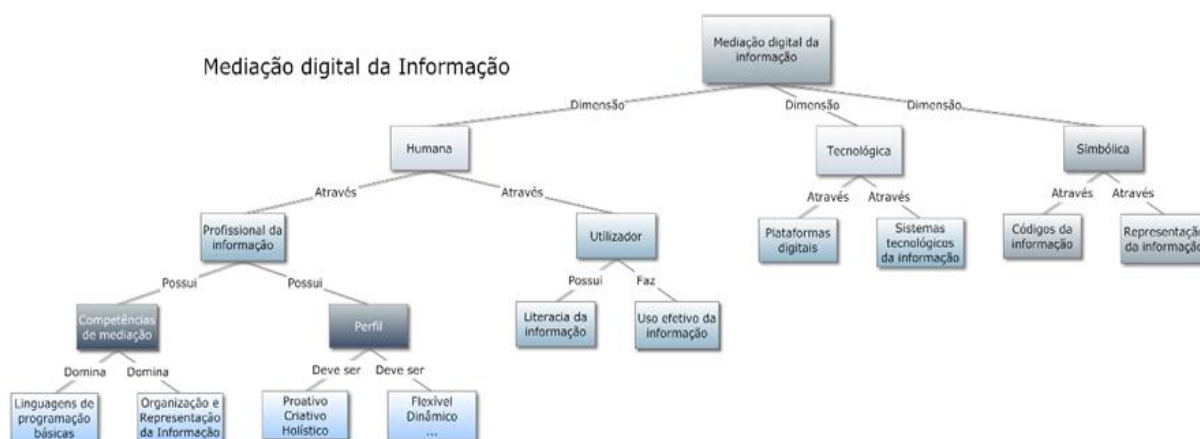 Mediação digital da Informação
Mediação digital da
informação
Dimensão
Dimensão
Dimensão
Humana
Tecnológica
Simbólica
Através
Através
Através
Através
Através
Através
Profissional da
informação
Utilizador
Plataformas
digitais
Sistemas
tecnológicos
da informação
Códigos da
informação
Representação
da informação
Possui
Possui
Possui
Faz
Competências
de mediação
Perfil
Literacia da
informação
Uso efetivo da
informação
Domina
Domina
Deve ser
Deve ser
Linguagens de
programação
básicas
Organização e
Representação
da Informação
Proativo
Criativo
Holístico
Flexível
Dinâmico
...